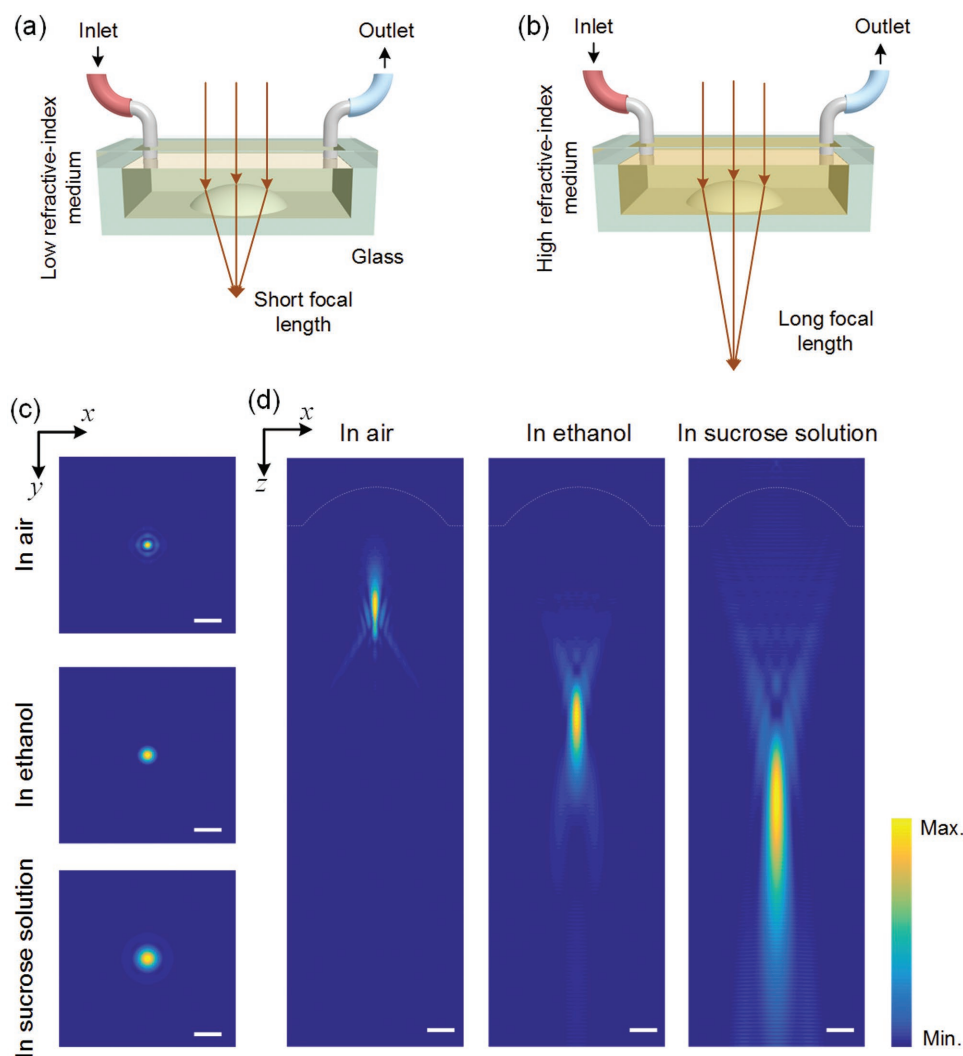 (a)
Inlet
Outlet
Low refractive-index
medium
Glass
Short focal
length
(b)
Inlet
Outlet
High refractive-index
medium
Long focal
length
(c)
x
y
In air
In ethanol
In sucrose solution
(d)
x
z
In air
In ethanol
In sucrose solution
Max.
Min.